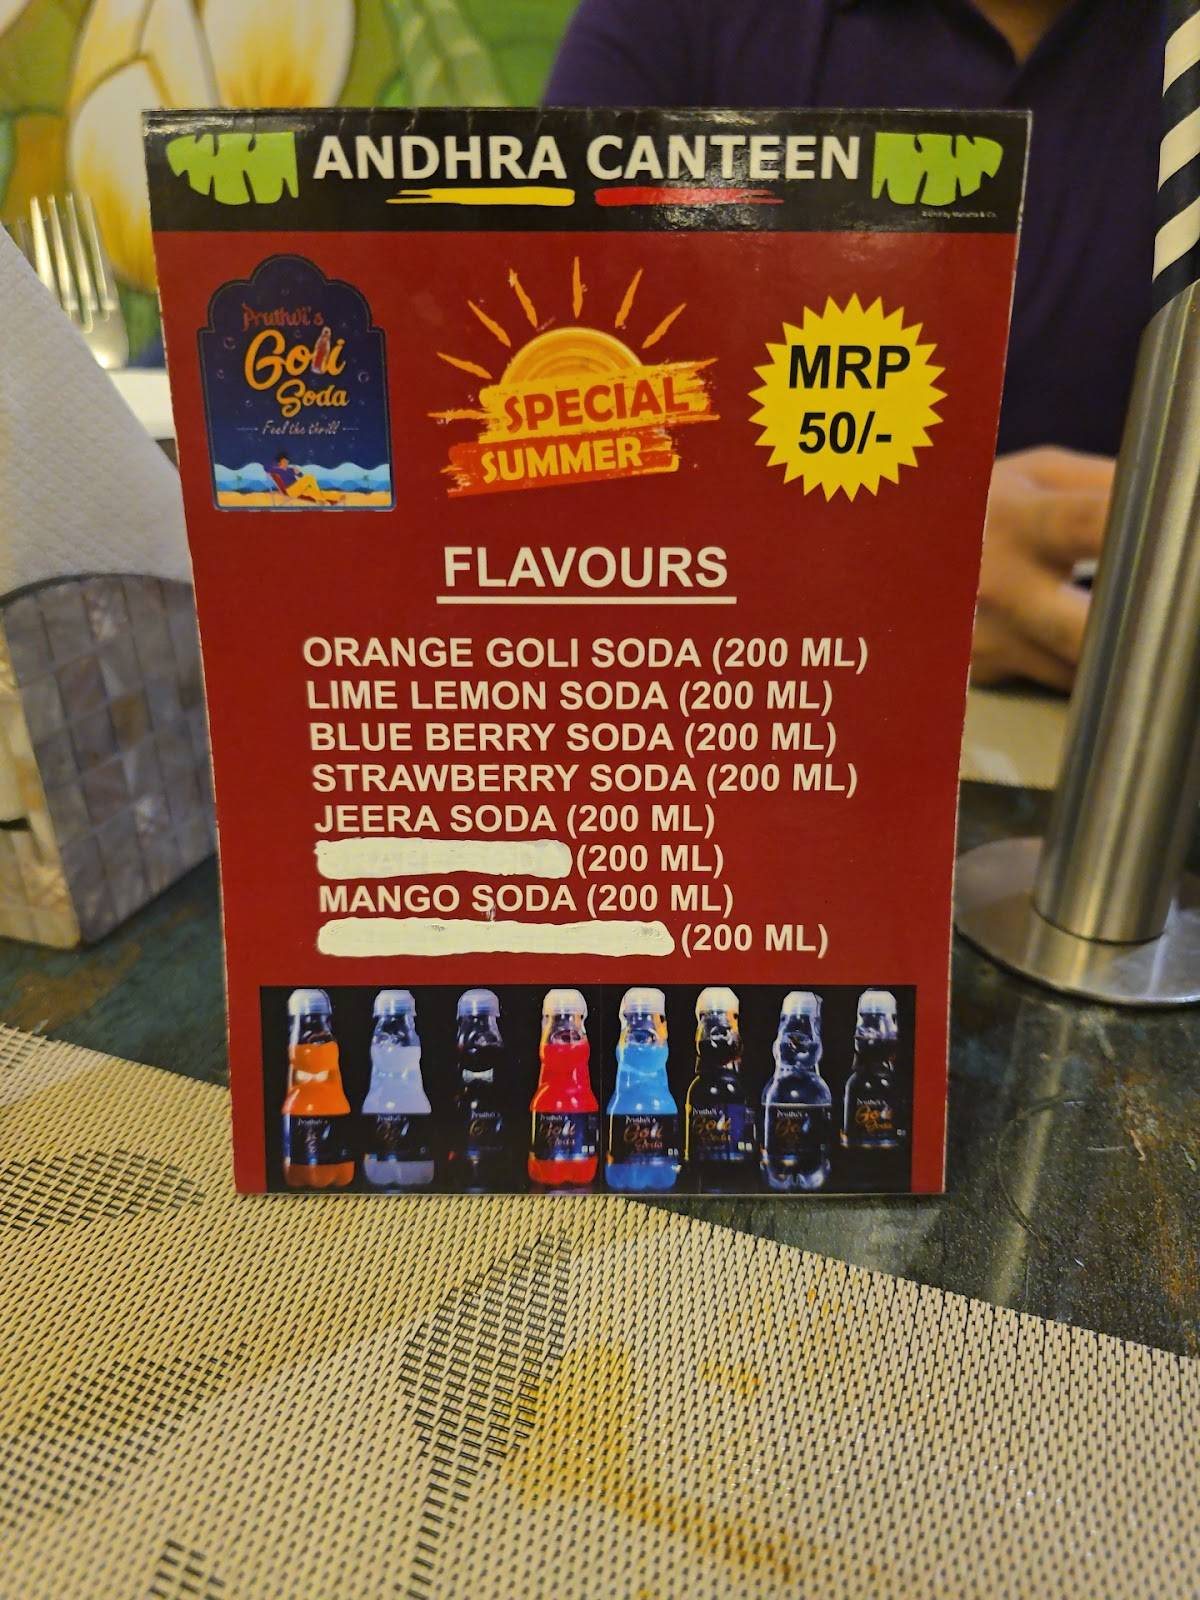 ANDHRA CANTEEN
Pruthvi's
Goli
Soda
Feel the thrill
SPECIAL
SUMMER
MRP
50/-
FLAVOURS
ORANGE GOLI SODA (200 ML)
LIME LEMON SODA (200 ML)
BLUE BERRY SODA (200 ML)
STRAWBERRY SODA (200 ML)
JEERA SODA (200 ML)
(200 ML)
MANGO SODA (200 ML)
(200 ML)